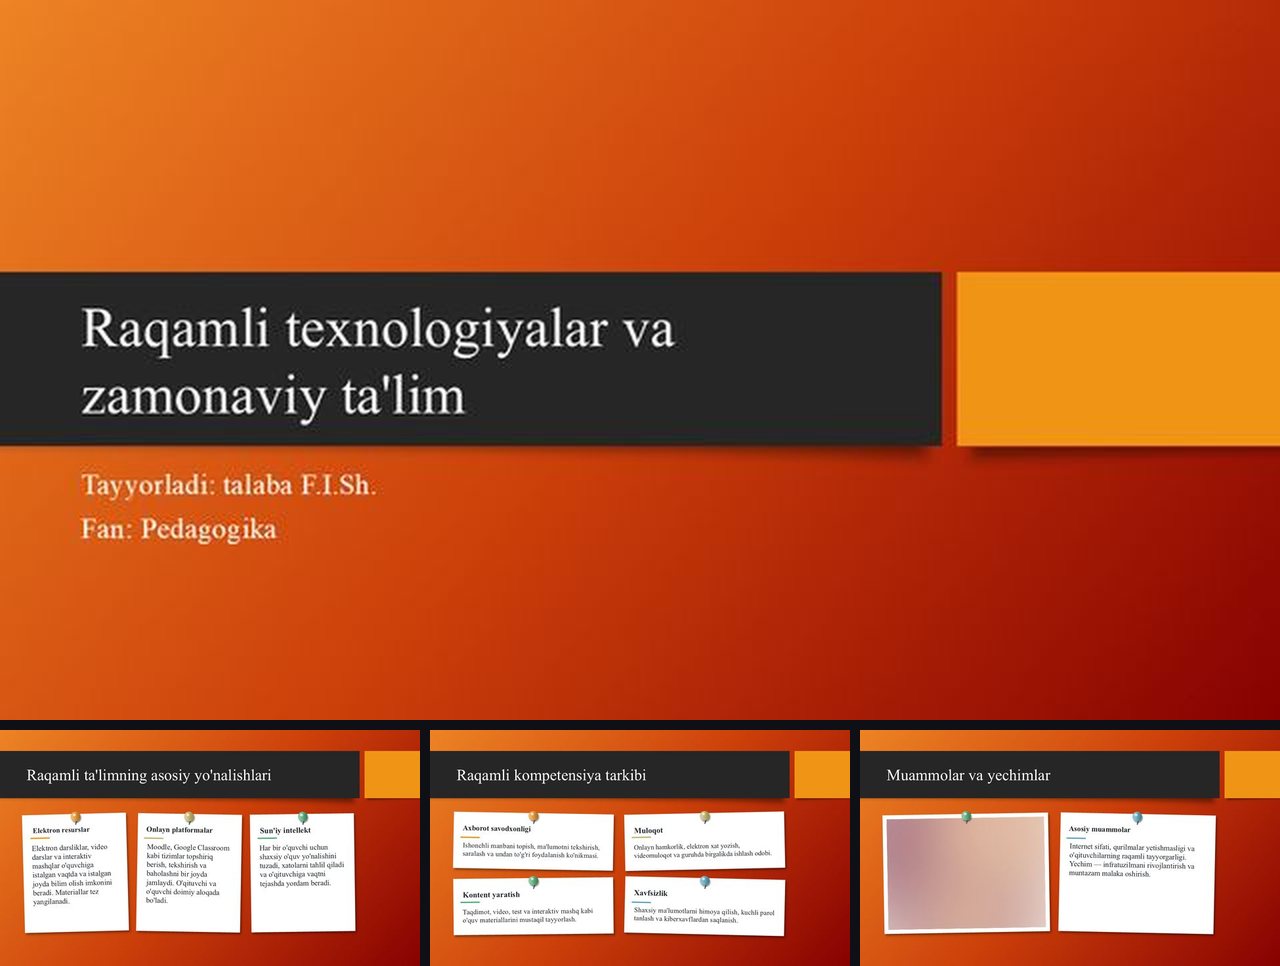 Raqamli texnologiyalar va
zamonaviy ta'lim
Tayyorladi: talaba F.I.Sh.
Fan: Pedagogika
Raqamli ta'limning asosiy yo'nalishlari
Elektron resurslar
Elektron darsliklar, video
darslar va interaktiv
mashqlar o'quvchiga
istalgan vaqtda va istalgan
joyda bilim olish imkonini
beradi. Materiallar tez
yangilanadi.
Onlayn platformalar
Moodle, Google Classroom
kabi tizimlar topshiriq
berish, tekshirish va
baholashni bir joyda
jamlaydi. O'qituvchi va
o'quvchi doimiy aloqada
bo'ladi.
Sun'iy intellekt
Har bir o'quvchi uchun
shaxsiy o'quv yo'nalishini
tuzadi, xatolarni tahlil qiladi
va o'qituvchiga vaqtni
tejashda yordam beradi.
Raqamli kompetensiya tarkibi
Axborot savodxonligi
Ishonchli manbani topish, ma'lumotni tekshirish,
saralash va undan to'g'ri foydalanish ko'nikmasi.
Muloqot
Onlayn hamkorlik, elektron xat yozish,
videomuloqot va guruhda birgalikda ishlash odobi.
Kontent yaratish
Taqdimot, video, test va interaktiv mashq kabi
o'quv materiallarini mustaqil tayyorlash.
Xavfsizlik
Shaxsiy ma'lumotlarni himoya qilish, kuchli parol
tanlash va kiberxavflardan saqlanish.
Muammolar va yechimlar
Asosiy muammolar
Internet sifati, qurilmalar yetishmasligi va
o'qituvchilarning raqamli tayyorgarligi.
Yechim — infratuzilmani rivojlantirish va
muntazam malaka oshirish.